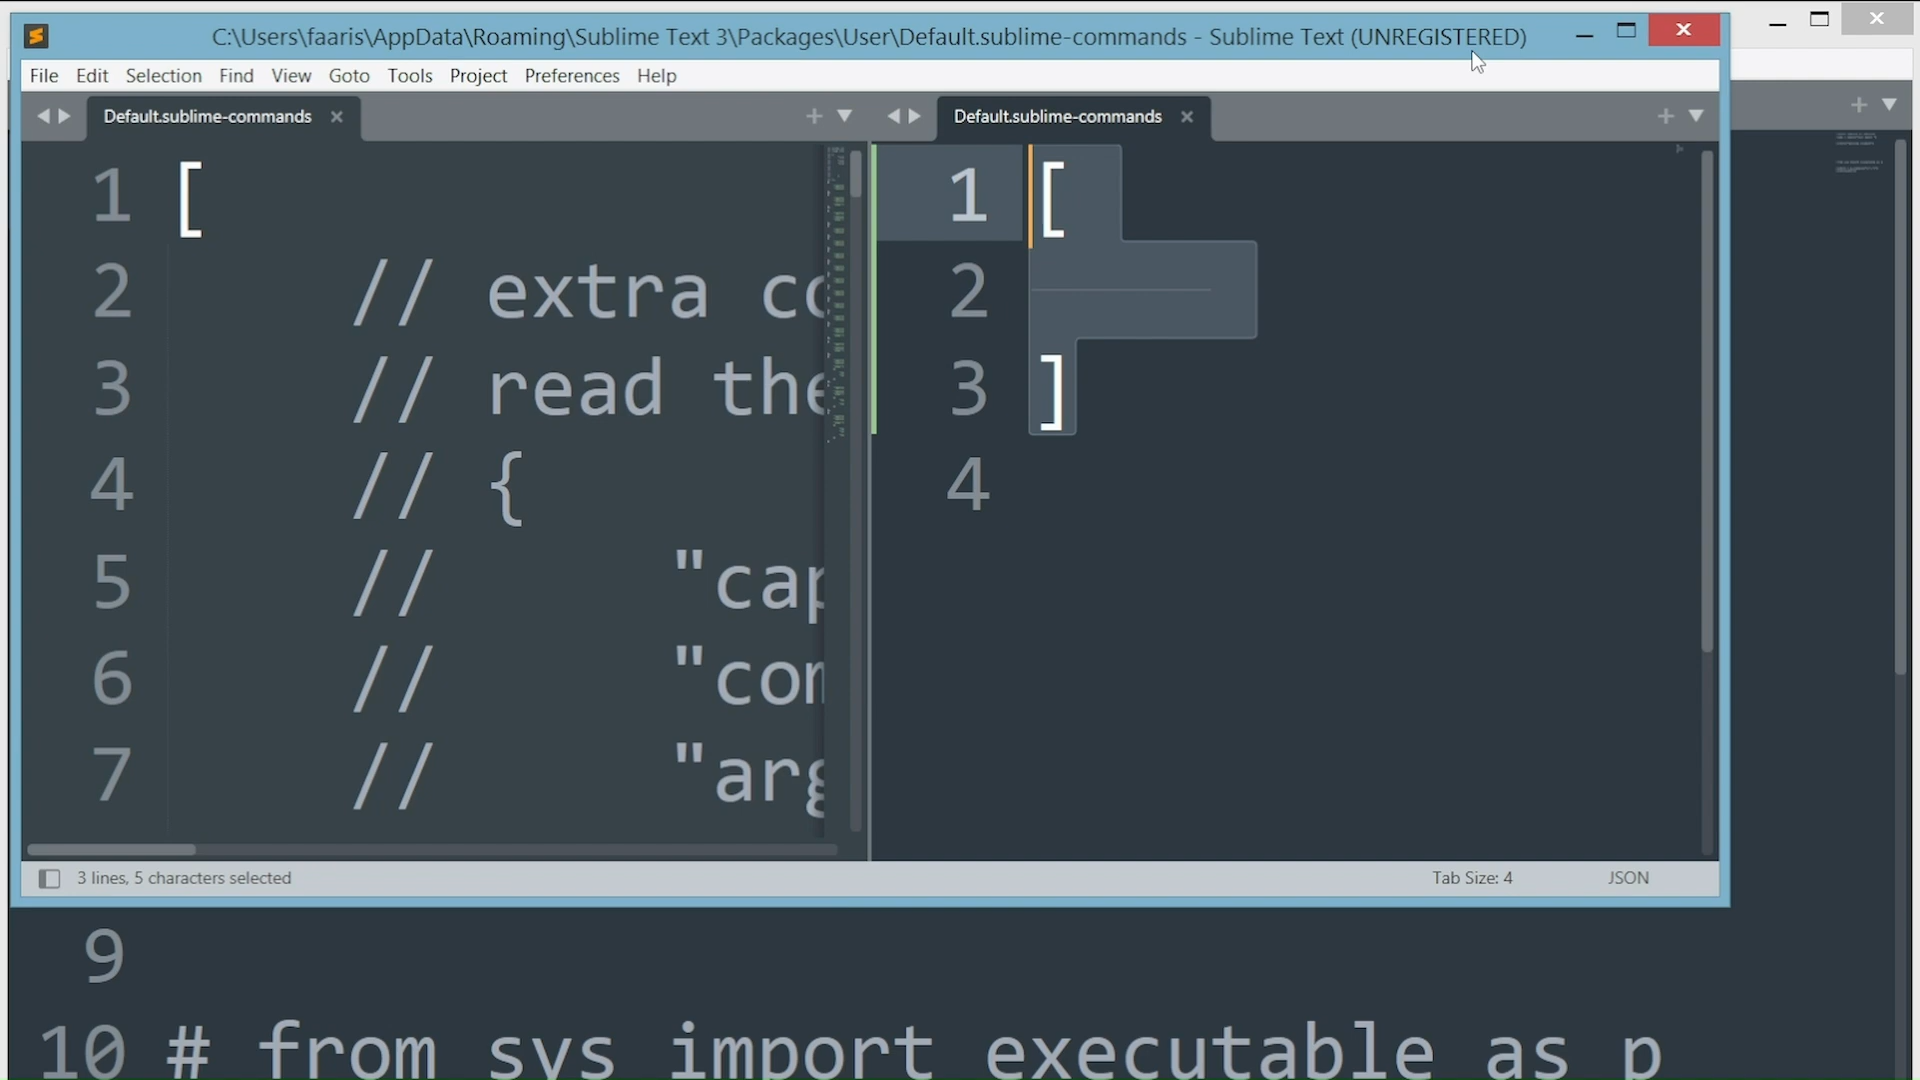 C:\Users\faaris\AppData\Roaming\Sublime Text 3\Packages\User\Default.sublime-commands - Sublime Text (UNREGISTERED)
File Edit Selection Find View Goto Tools Project Preferences Help
Default.sublime-commands
Default.sublime-commands
1 [
2 // extra co
3 // read the
4 // {
5 // "cap
6 // "com
7 // "arg
1 [
2
3 ]
4
3 lines, 5 characters selected
Tab Size: 4
JSON
9
10 # from sys import executable as p